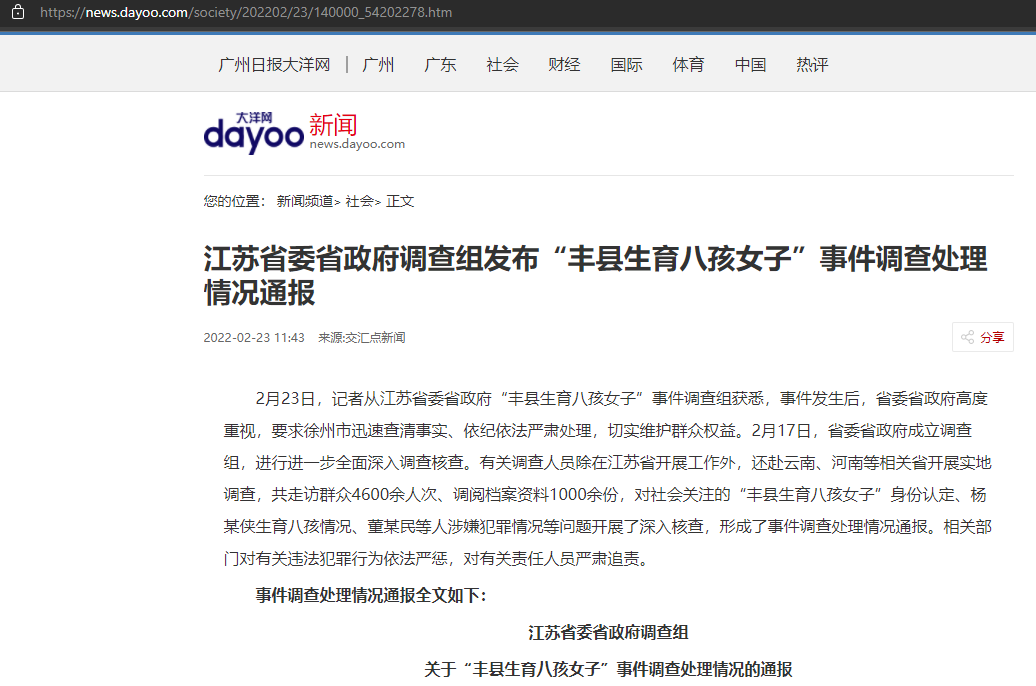 https://news.dayoo.com/society/202202/23/140000_54202278.htm
广州日报大洋网 | 广州 广东 社会 财经 国际 体育 中国 热评
大洋网
dayoo 新闻
news.dayoo.com
您的位置： 新闻频道> 社会> 正文
江苏省委省政府调查组发布“丰县生育八孩女子”事件调查处理
情况通报
2022-02-23 11:43 来源:交汇点新闻
分享
2月23日，记者从江苏省委省政府“丰县生育八孩女子”事件调查组获悉，事件发生后，省委省政府高度
重视，要求徐州市迅速查清事实、依纪依法严肃处理，切实维护群众权益。2月17日，省委省政府成立调查
组，进行进一步全面深入调查核查。有关调查人员除在江苏省开展工作外，还赴云南、河南等相关省开展实地
调查，共走访群众4600余人次、调阅档案资料1000余份，对社会关注的“丰县生育八孩女子”身份认定、杨
某侠生育八孩情况、董某民等人涉嫌犯罪情况等问题开展了深入核查，形成了事件调查处理情况通报。相关部
门对有关违法犯罪行为依法严惩，对有关责任人员严肃追责。
事件调查处理情况通报全文如下：
江苏省委省政府调查组
关于“丰县生育八孩女子”事件调查处理情况的通报